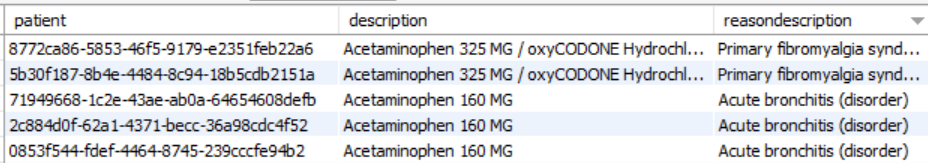 patient description reasondescription
8772ca86-5853-46f5-9179-e2351feb22a6 Acetaminophen 325 MG / oxyCODONE Hydrochl... Primary fibromyalgia synd...
5b30f187-8b4e-4484-8c94-18b5cdb2151a Acetaminophen 325 MG / oxyCODONE Hydrochl... Primary fibromyalgia synd...
71949668-1c2e-43ae-ab0a-64654608defb Acetaminophen 160 MG Acute bronchitis (disorder)
2c884d0f-62a1-4371-becc-36a98cdc4f52 Acetaminophen 160 MG Acute bronchitis (disorder)
0853f544-fdef-4464-8745-239cccfe94b2 Acetaminophen 160 MG Acute bronchitis (disorder)